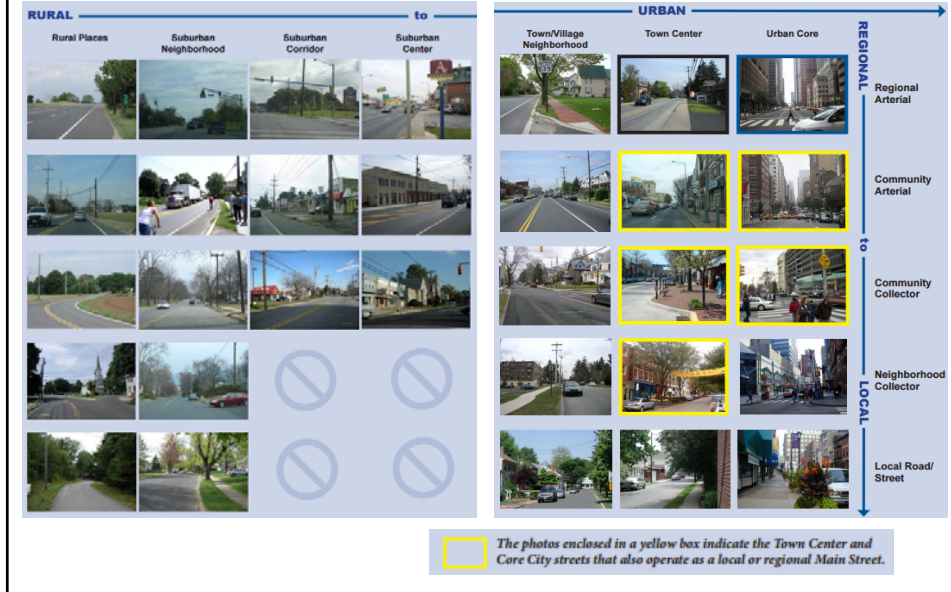 RURAL to
URBAN
Rural Places
Suburban
Neighborhood
Suburban
Corridor
Suburban
Center
Town/Village
Neighborhood
Town Center
Urban Core
REGIONAL
to
LOCAL
Regional
Arterial
Community
Arterial
Community
Collector
Neighborhood
Collector
Local Road/
Street
The photos enclosed in a yellow box indicate the Town Center and
Core City streets that also operate as a local or regional Main Street.